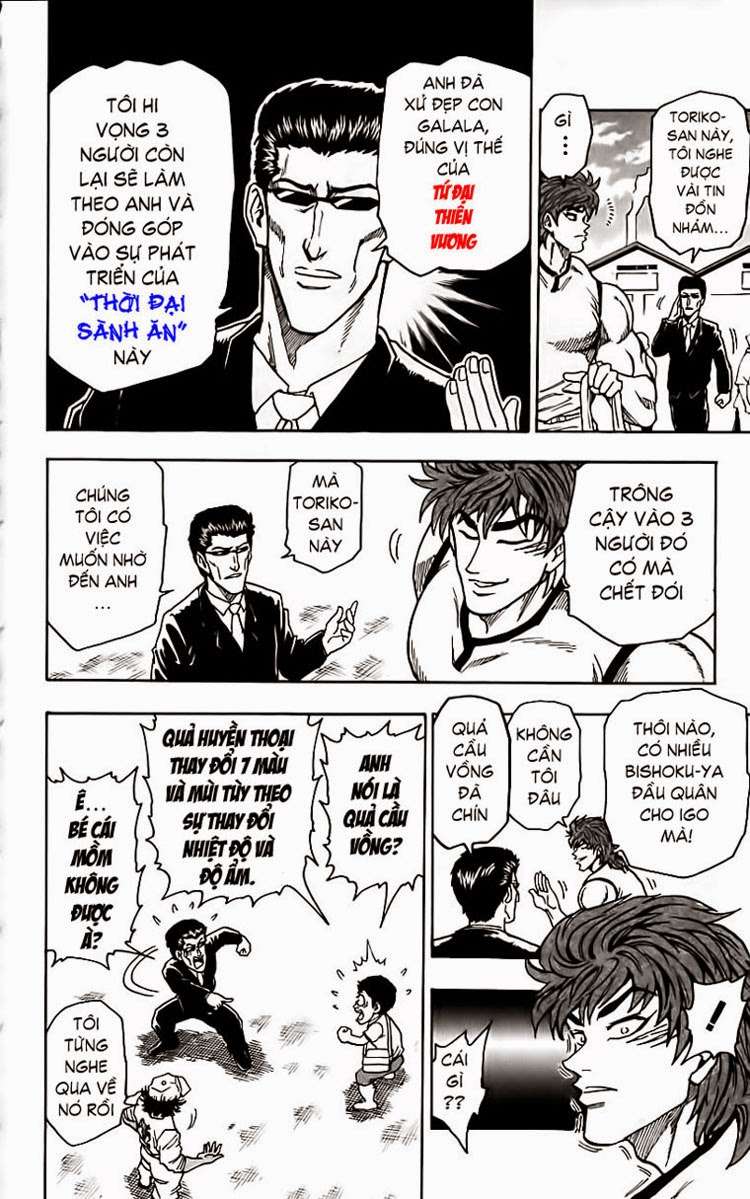 TORIKO-
SAN NÀY,
TÔI NGHE
ĐƯỢC
VÀI TIN
ĐỒN
NHẢM...
GÌ
...
ANH ĐÃ
XỬ ĐẸP CON
GALALA,
ĐÚNG VỊ THẾ
CỦA
TỨ ĐẠI
THIÊN
VƯƠNG
TÔI HI
VỌNG 3
NGƯỜI CÒN
LẠI SẼ LÀM
THEO ANH VÀ
ĐÓNG GÓP
VÀO SỰ PHÁT
TRIỂN CỦA
"THỜI ĐẠI
SÀNH ĂN"
NÀY
TRÔNG
CẬY VÀO 3
NGƯỜI ĐÓ
CÓ MÀ
CHẾT ĐÓI
MÀ
TORIKO-
SAN
NÀY
CHÚNG
TÔI CÓ
VIỆC
MUỐN NHỜ
ĐẾN ANH
...
THÔI NÀO,
CÓ NHIỀU
BISHOKU-YA
ĐẦU QUÂN
CHO IGO
MÀ!
KHÔNG
CẦN
TÔI
ĐÂU
QUẢ
CẦU
VỒNG
ĐÃ
CHÍN
!
CÁI
GÌ
??
ANH
NÓI LÀ
QUẢ CẦU
VỒNG?
QUẢ HUYỀN THOẠI
THAY ĐỔI 7 MÀU
VÀ MÙI TÙY THEO
SỰ THAY ĐỔI
NHIỆT ĐỘ VÀ
ĐỘ ẨM.
Ê...
BÉ CÁI
MỒM
KHÔNG
ĐƯỢC
À?
TÔI
TỪNG
NGHE
QUA VỀ
NÓ RỒI